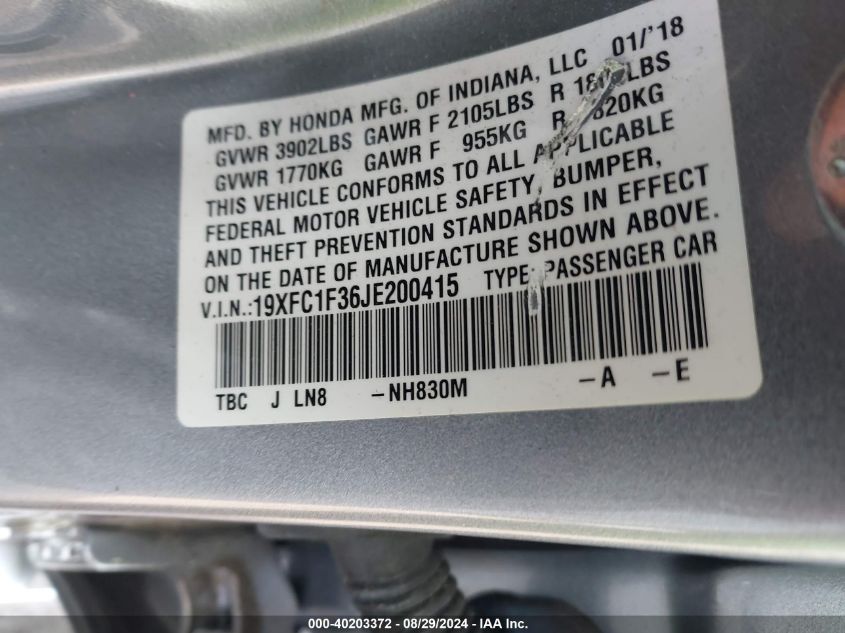 MFD. BY HONDA MFG. OF INDIANA, LLC 01/'18
GVWR 3902LBS GAWR F 2105LBS R LBS
GVWR 1770KG GAWR F 955KG R 820KG
THIS VEHICLE CONFORMS TO ALL APPLICABLE
FEDERAL MOTOR VEHICLE SAFETY, BUMPER,
AND THEFT PREVENTION STANDARDS IN EFFECT
ON THE DATE OF MANUFACTURE SHOWN ABOVE.
V.I.N.:19XFC1F36JE200415 TYPE:PASSENGER CAR
TBC J LN8 -NH830M -A -E
000-40203372 - 08/29/2024 - IAA Inc.